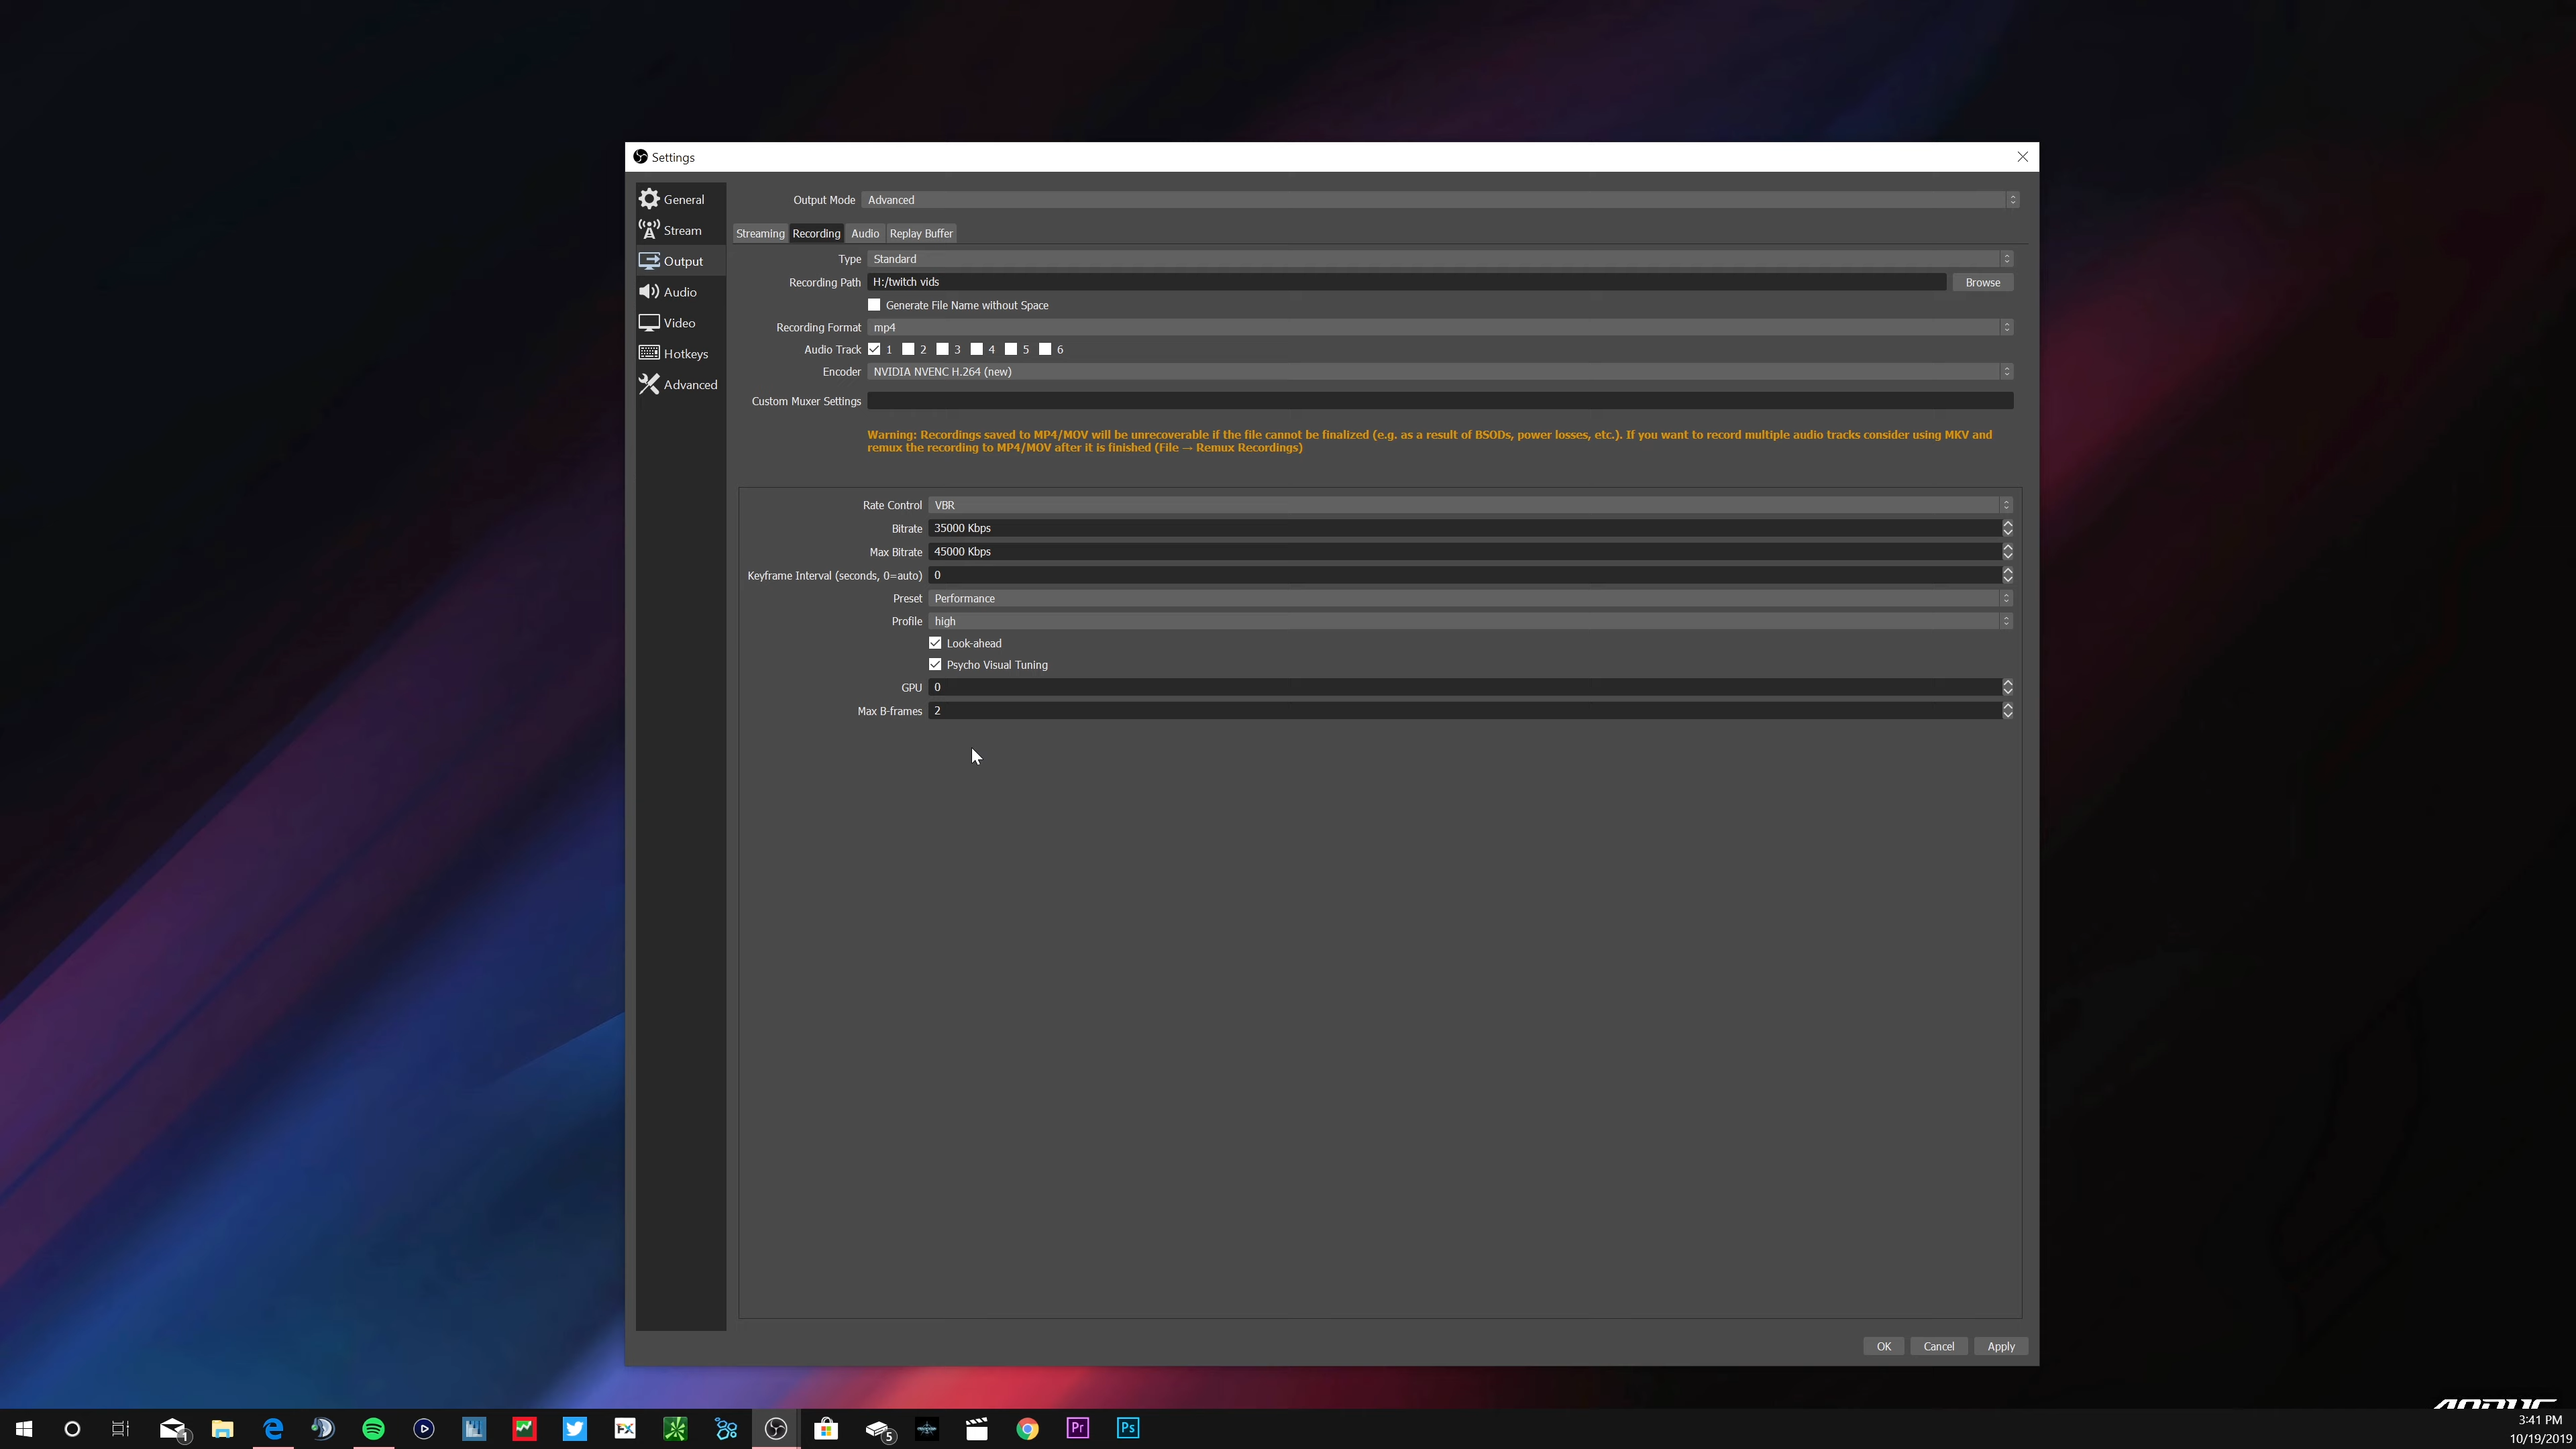 Settings
General
Stream
Output
Audio
Video
Hotkeys
Advanced
Output Mode Advanced
Streaming Recording Audio Replay Buffer
Type Standard
Recording Path H:/twitch vids Browse
Generate File Name without Space
Recording Format mp4
Audio Track 1 2 3 4 5 6
Encoder NVIDIA NVENC H.264 (new)
Custom Muxer Settings
Warning: Recordings saved to MP4/MOV will be unrecoverable if the file cannot be finalized (e.g. as a result of BSODs, power losses, etc.). If you want to record multiple audio tracks consider using MKV and
remux the recording to MP4/MOV after it is finished (File → Remux Recordings)
Rate Control VBR
Bitrate 35000 Kbps
Max Bitrate 45000 Kbps
Keyframe Interval (seconds, 0=auto) 0
Preset Performance
Profile high
Look-ahead
Psycho Visual Tuning
GPU 0
Max B-frames 2
OK Cancel Apply
1 FX 5 Pr Ps
3:41 PM
10/19/2019